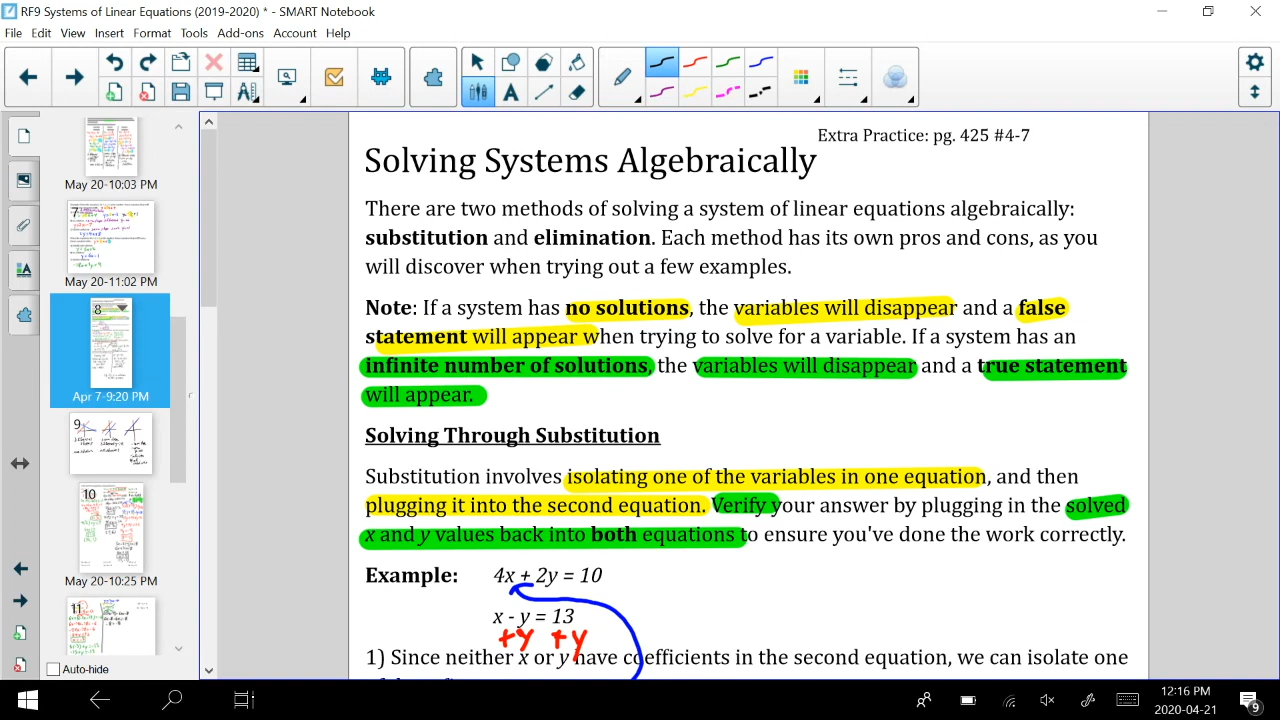 RF9 Systems of Linear Equations (2019-2020) * - SMART Notebook
File Edit View Insert Format Tools Add-ons Account Help
May 20-10:03 PM
7
May 20-11:02 PM
8
Apr 7-9:20 PM
9
10
May 20-10:25 PM
11
Auto-hide
Extra Practice: pg. 425 #4-7
Solving Systems Algebraically
There are two methods of solving a system of linear equations algebraically:
substitution and elimination. Each method has its own pros and cons, as you
will discover when trying out a few examples.
Note: If a system has no solutions, the variables will disappear and a false
statement will appear when trying to solve for a variable. If a system has an
infinite number of solutions, the variables will disappear and a true statement
will appear.
Solving Through Substitution
Substitution involves isolating one of the variables in one equation, and then
plugging it into the second equation. Verify your answer by plugging in the solved
x and y values back into both equations to ensure you've done the work correctly.
Example: 4x + 2y = 10
x - y = 13
+y +y
1) Since neither x or y have coefficients in the second equation, we can isolate one
12:16 PM
2020-04-21
9